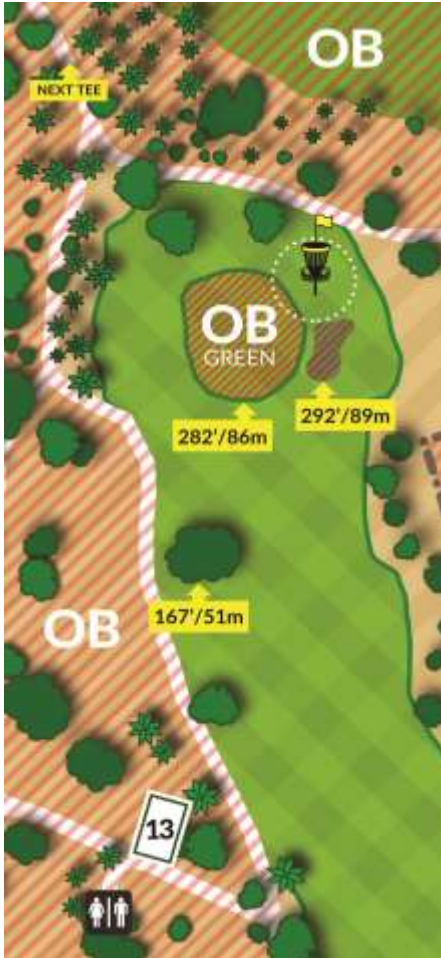 OB
NEXT TEE
OB
GREEN
282'/86m
292'/89m
167'/51m
OB
13